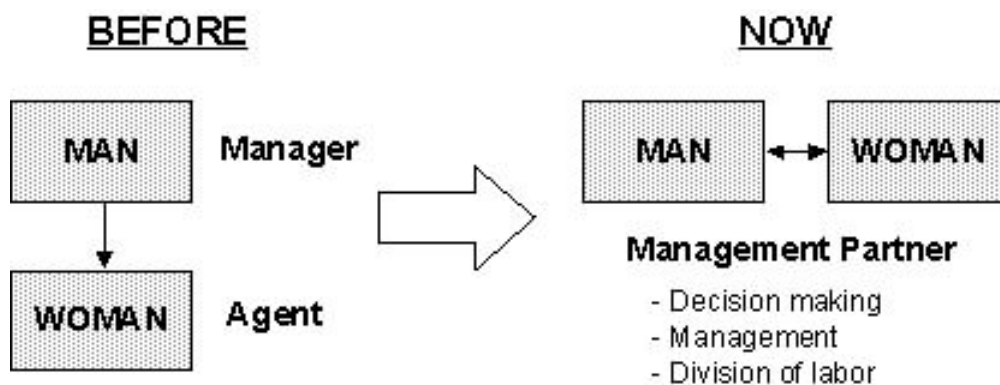 BEFORE
NOW
MAN
Manager
WOMAN
Agent
MAN
WOMAN
Management Partner
- Decision making
- Management
- Division of labor